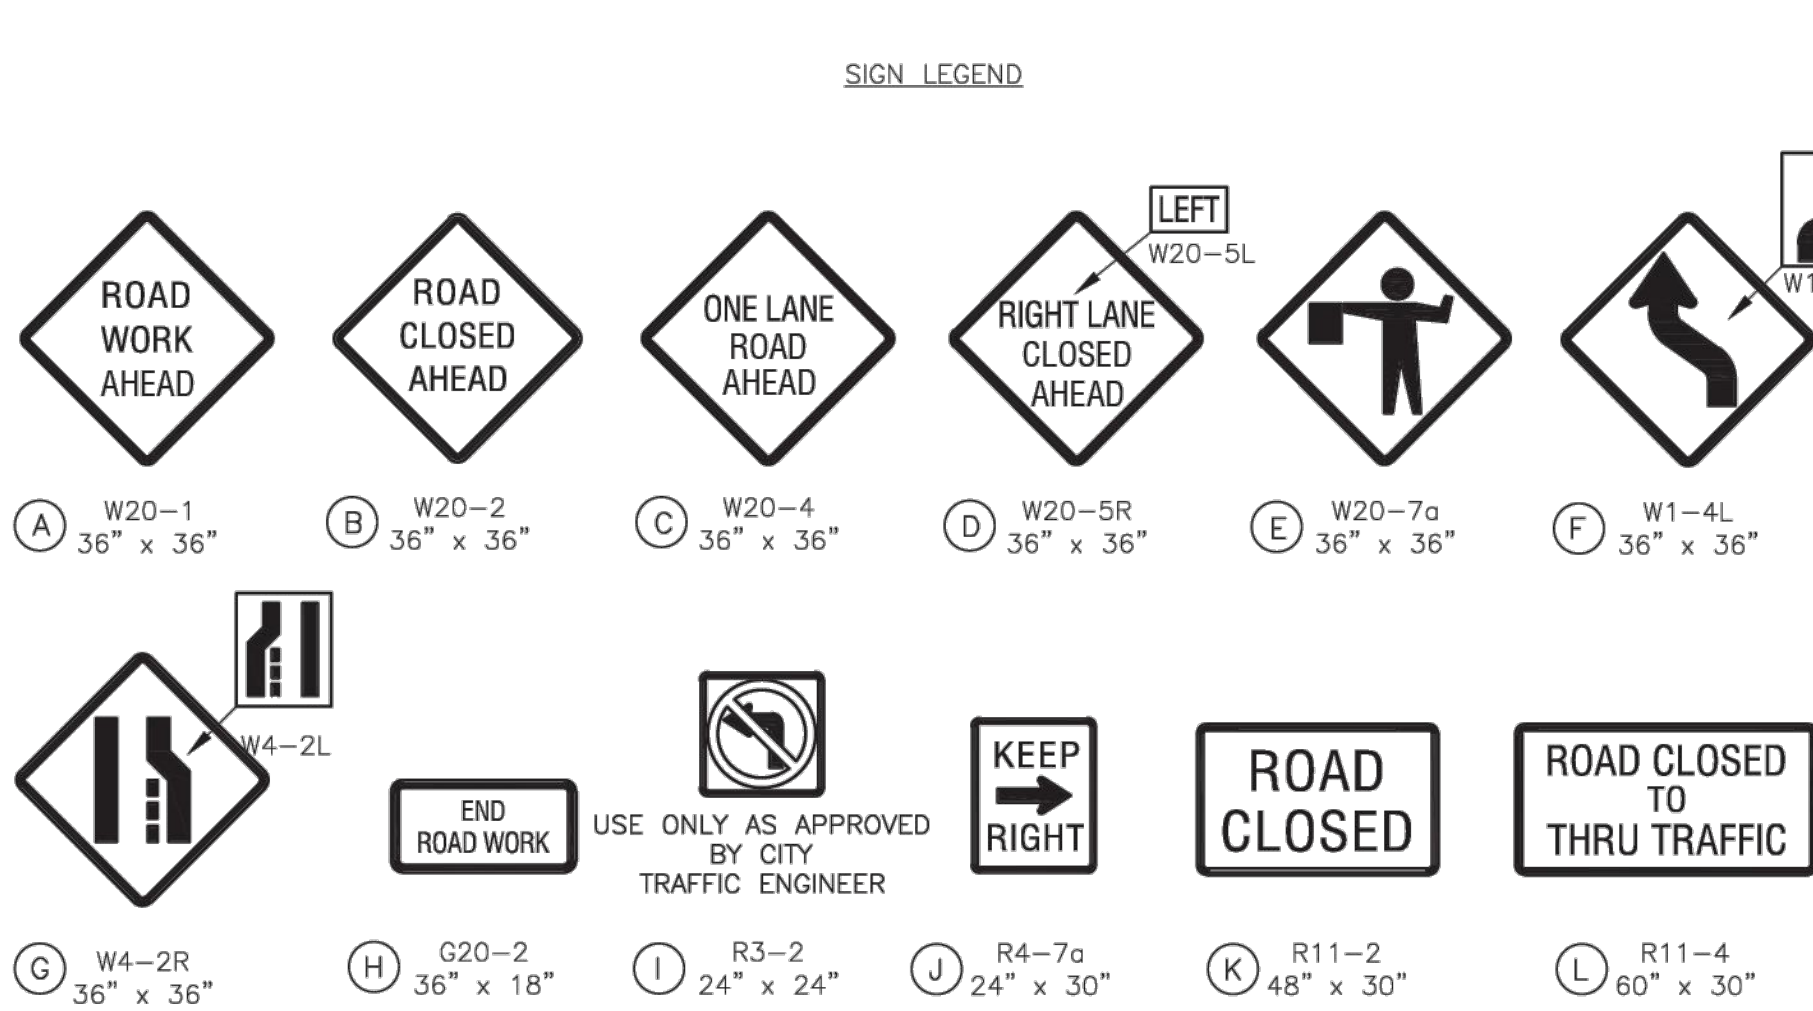 SIGN LEGEND
ROAD
WORK
AHEAD
A
W20-1
36" x 36"
ROAD
CLOSED
AHEAD
B
W20-2
36" x 36"
ONE LANE
ROAD
AHEAD
C
W20-4
36" x 36"
LEFT
W20-5L
RIGHT LANE
CLOSED
AHEAD
D
W20-5R
36" x 36"
E
W20-7a
36" x 36"
W1
F
W1-4L
36" x 36"
W4-2L
G
W4-2R
36" x 36"
END
ROAD WORK
H
G20-2
36" x 18"
USE ONLY AS APPROVED
BY CITY
TRAFFIC ENGINEER
I
R3-2
24" x 24"
KEEP
RIGHT
J
R4-7a
24" x 30"
ROAD
CLOSED
K
R11-2
48" x 30"
ROAD CLOSED
TO
THRU TRAFFIC
L
R11-4
60" x 30"